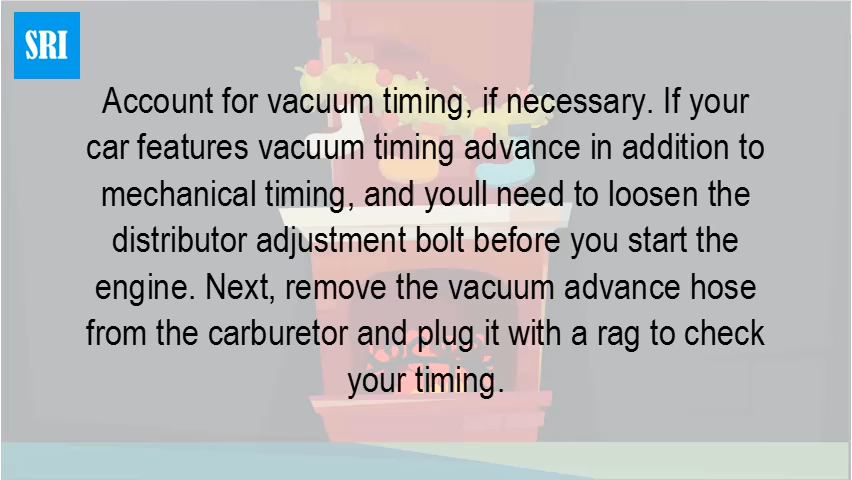 SRI
Account for vacuum timing, if necessary. If your
car features vacuum timing advance in addition to
mechanical timing, and youll need to loosen the
distributor adjustment bolt before you start the
engine. Next, remove the vacuum advance hose
from the carburetor and plug it with a rag to check
your timing.